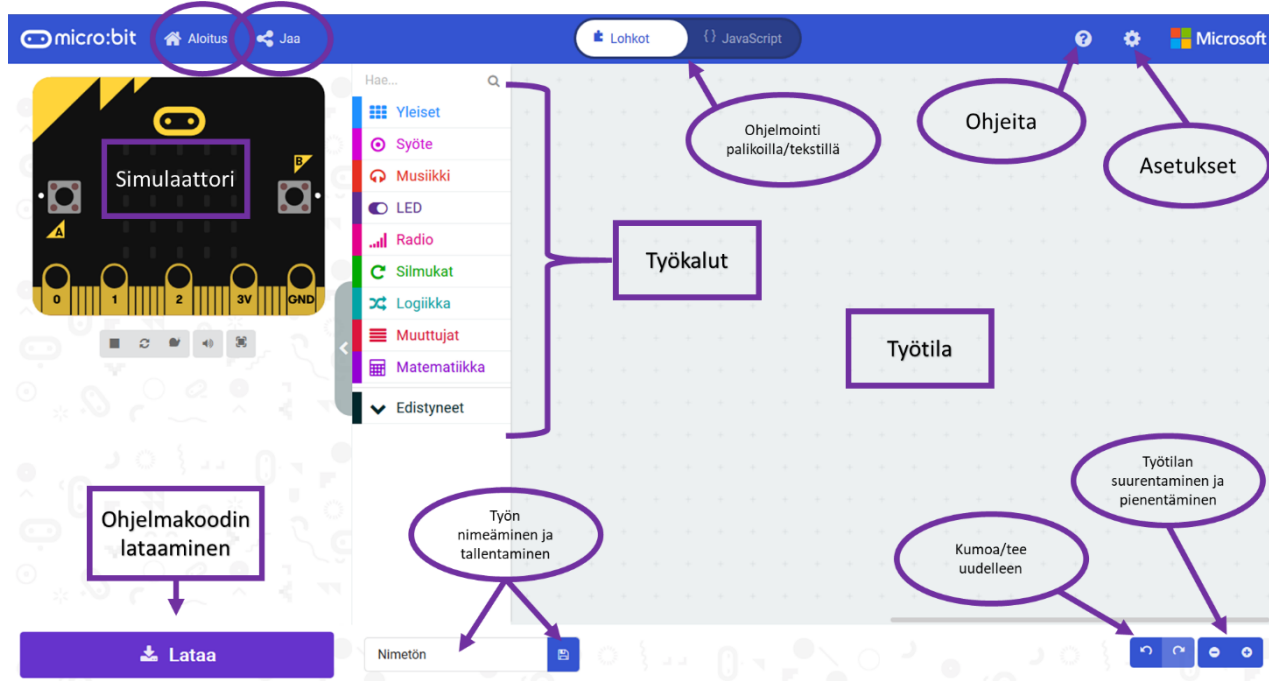 micro:bit
Aloitus
Jaa
Lohkot
{} JavaScript
?
Microsoft
Hae...
Yleiset
Syöte
Musiikki
LED
Radio
Silmukat
Logiikka
Muuttujat
Matematiikka
Edistyneet
Simulaattori
A
B
0
1
2
3V
GND
Ohjelmointi
palikoilla/tekstillä
Ohjeita
Asetukset
Työkalut
Työtila
Ohjelmakoodin
lataaminen
Työn
nimeäminen ja
tallentaminen
Työtilan
suurentaminen ja
pienentäminen
Kumoa/tee
uudelleen
Lataa
Nimetön